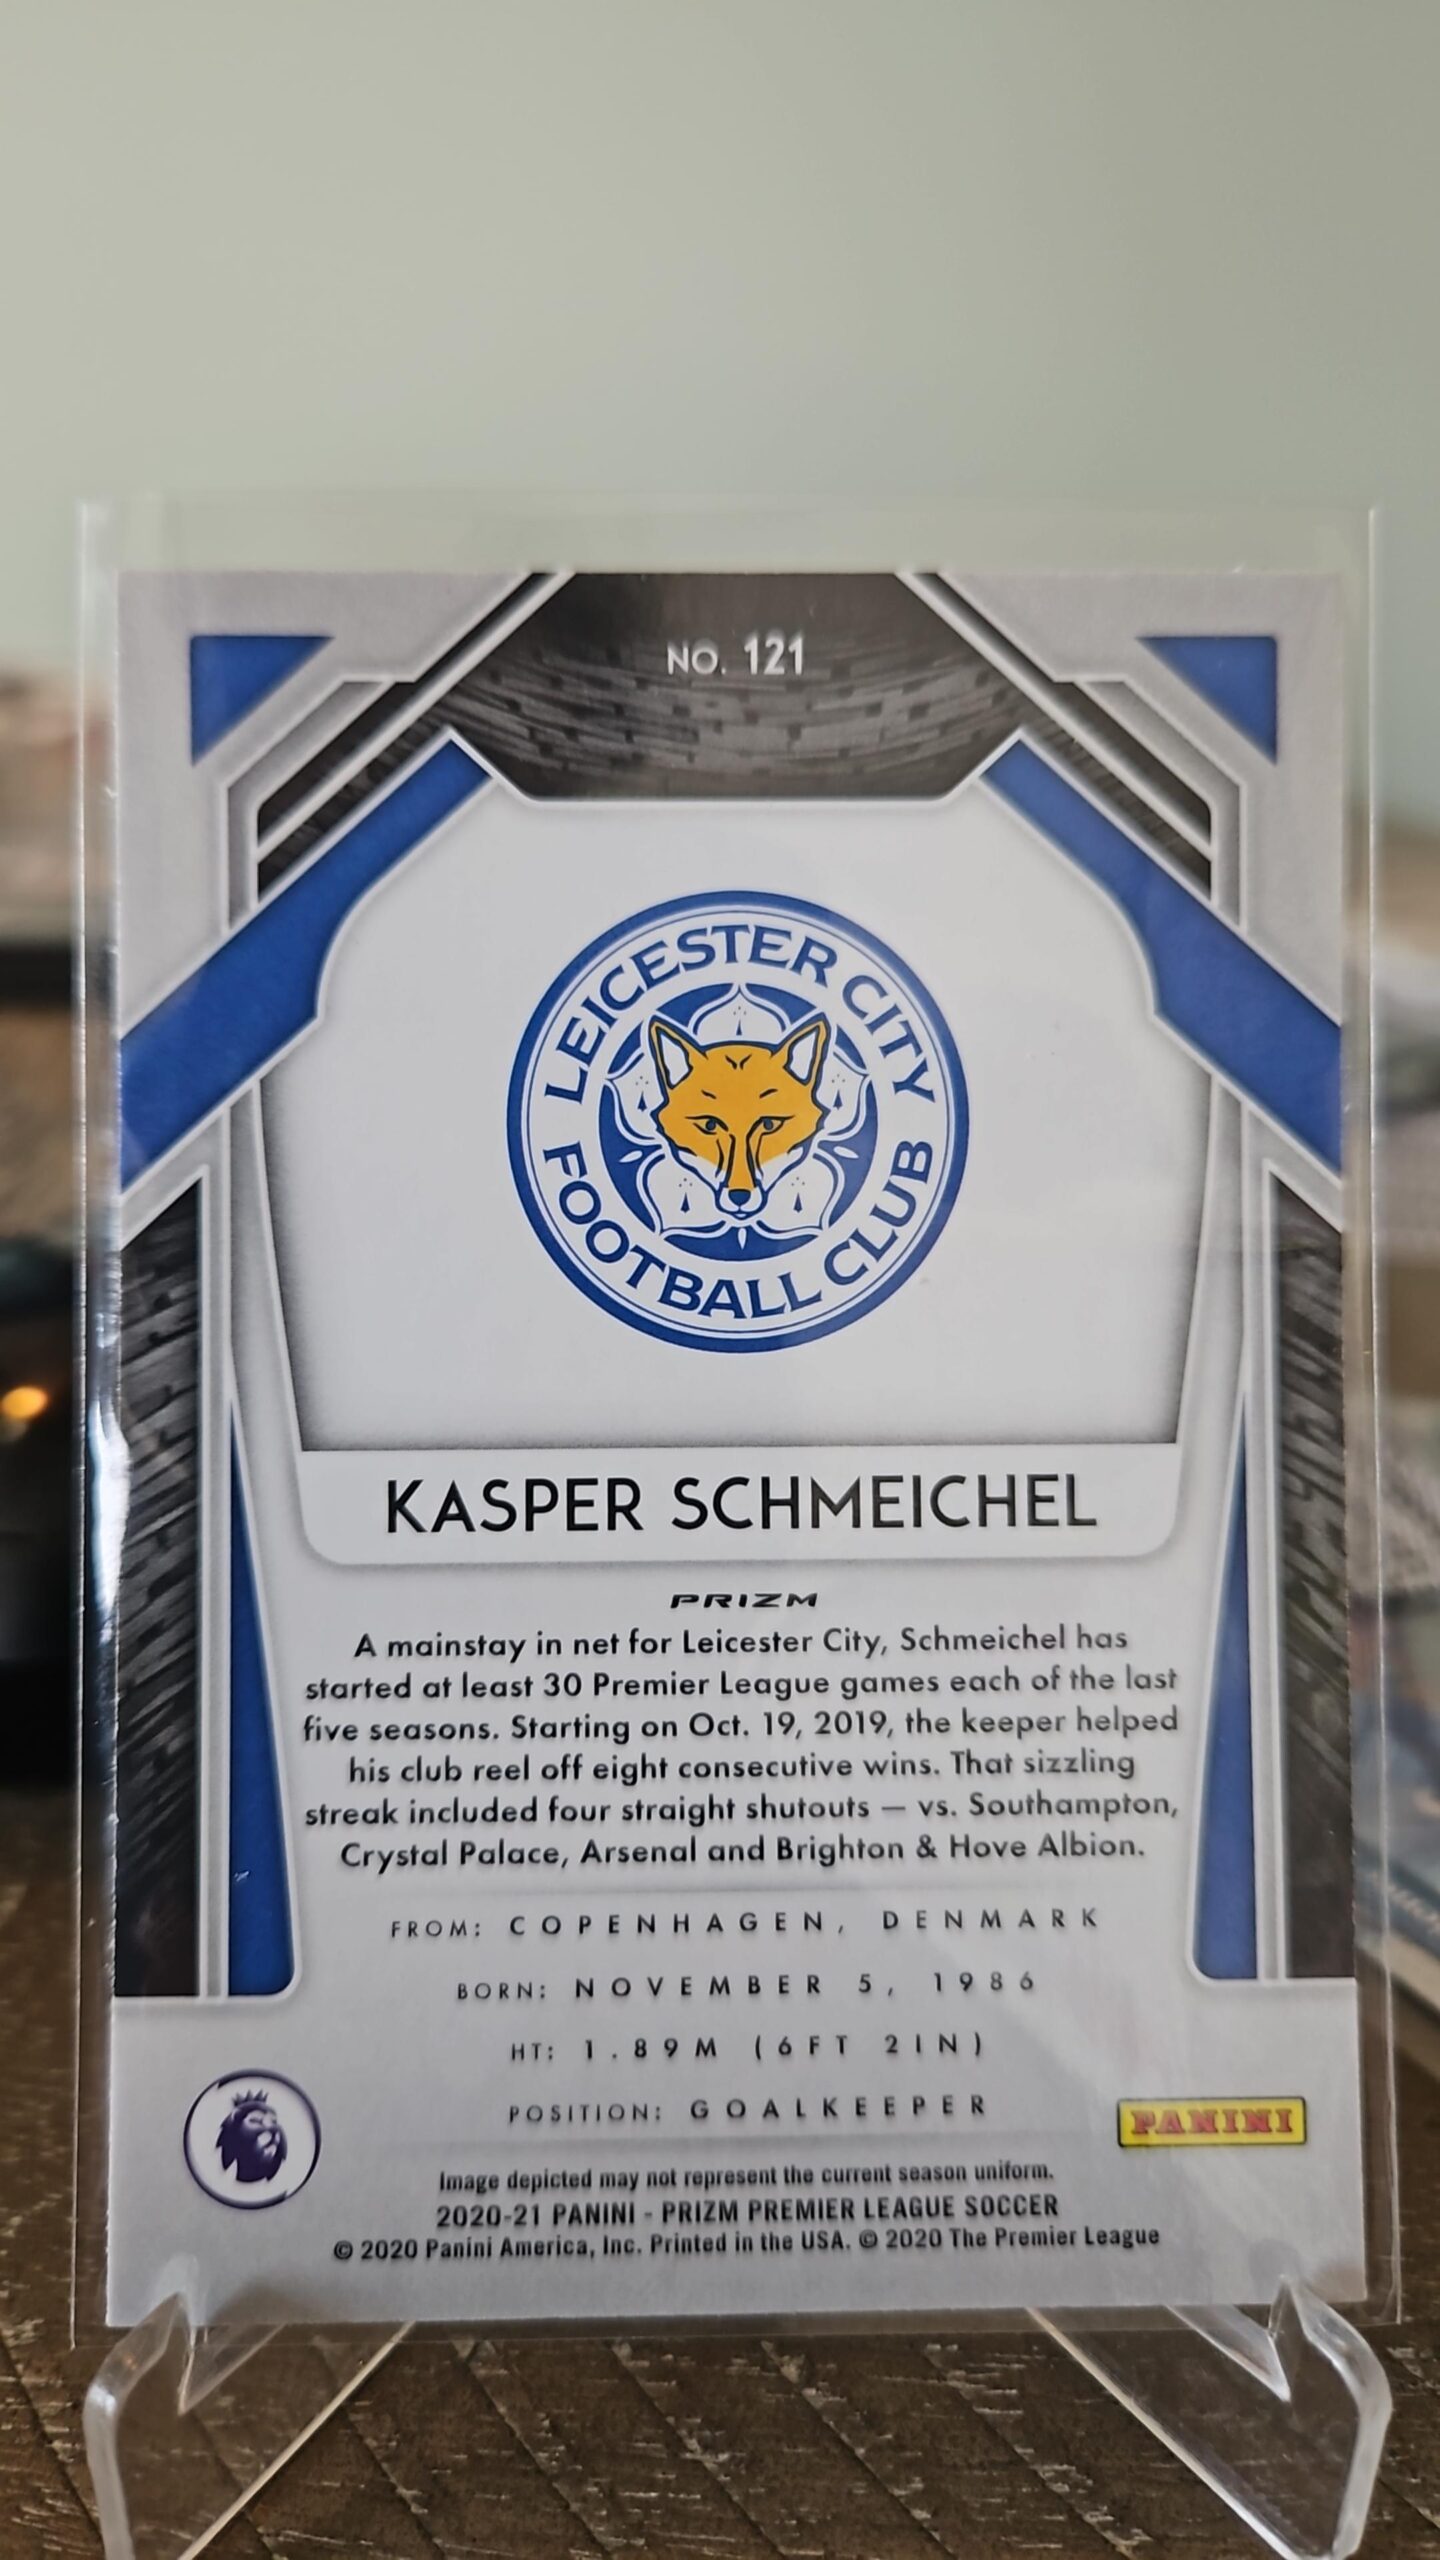 NO. 121
LEICESTER CITY
FOOTBALL CLUB
KASPER SCHMEICHEL
PRIZM
A mainstay in net for Leicester City, Schmeichel has
started at least 30 Premier League games each of the last
five seasons. Starting on Oct. 19, 2019, the keeper helped
his club reel off eight consecutive wins. That sizzling
streak included four straight shutouts — vs. Southampton,
Crystal Palace, Arsenal and Brighton & Hove Albion.
FROM: COPENHAGEN, DENMARK
BORN: NOVEMBER 5, 1986
HT: 1.89M (6FT 2IN)
POSITION: GOALKEEPER
PANINI
Image depicted may not represent the current season uniform.
2020-21 PANINI - PRIZM PREMIER LEAGUE SOCCER
© 2020 Panini America, Inc. Printed in the USA. © 2020 The Premier League